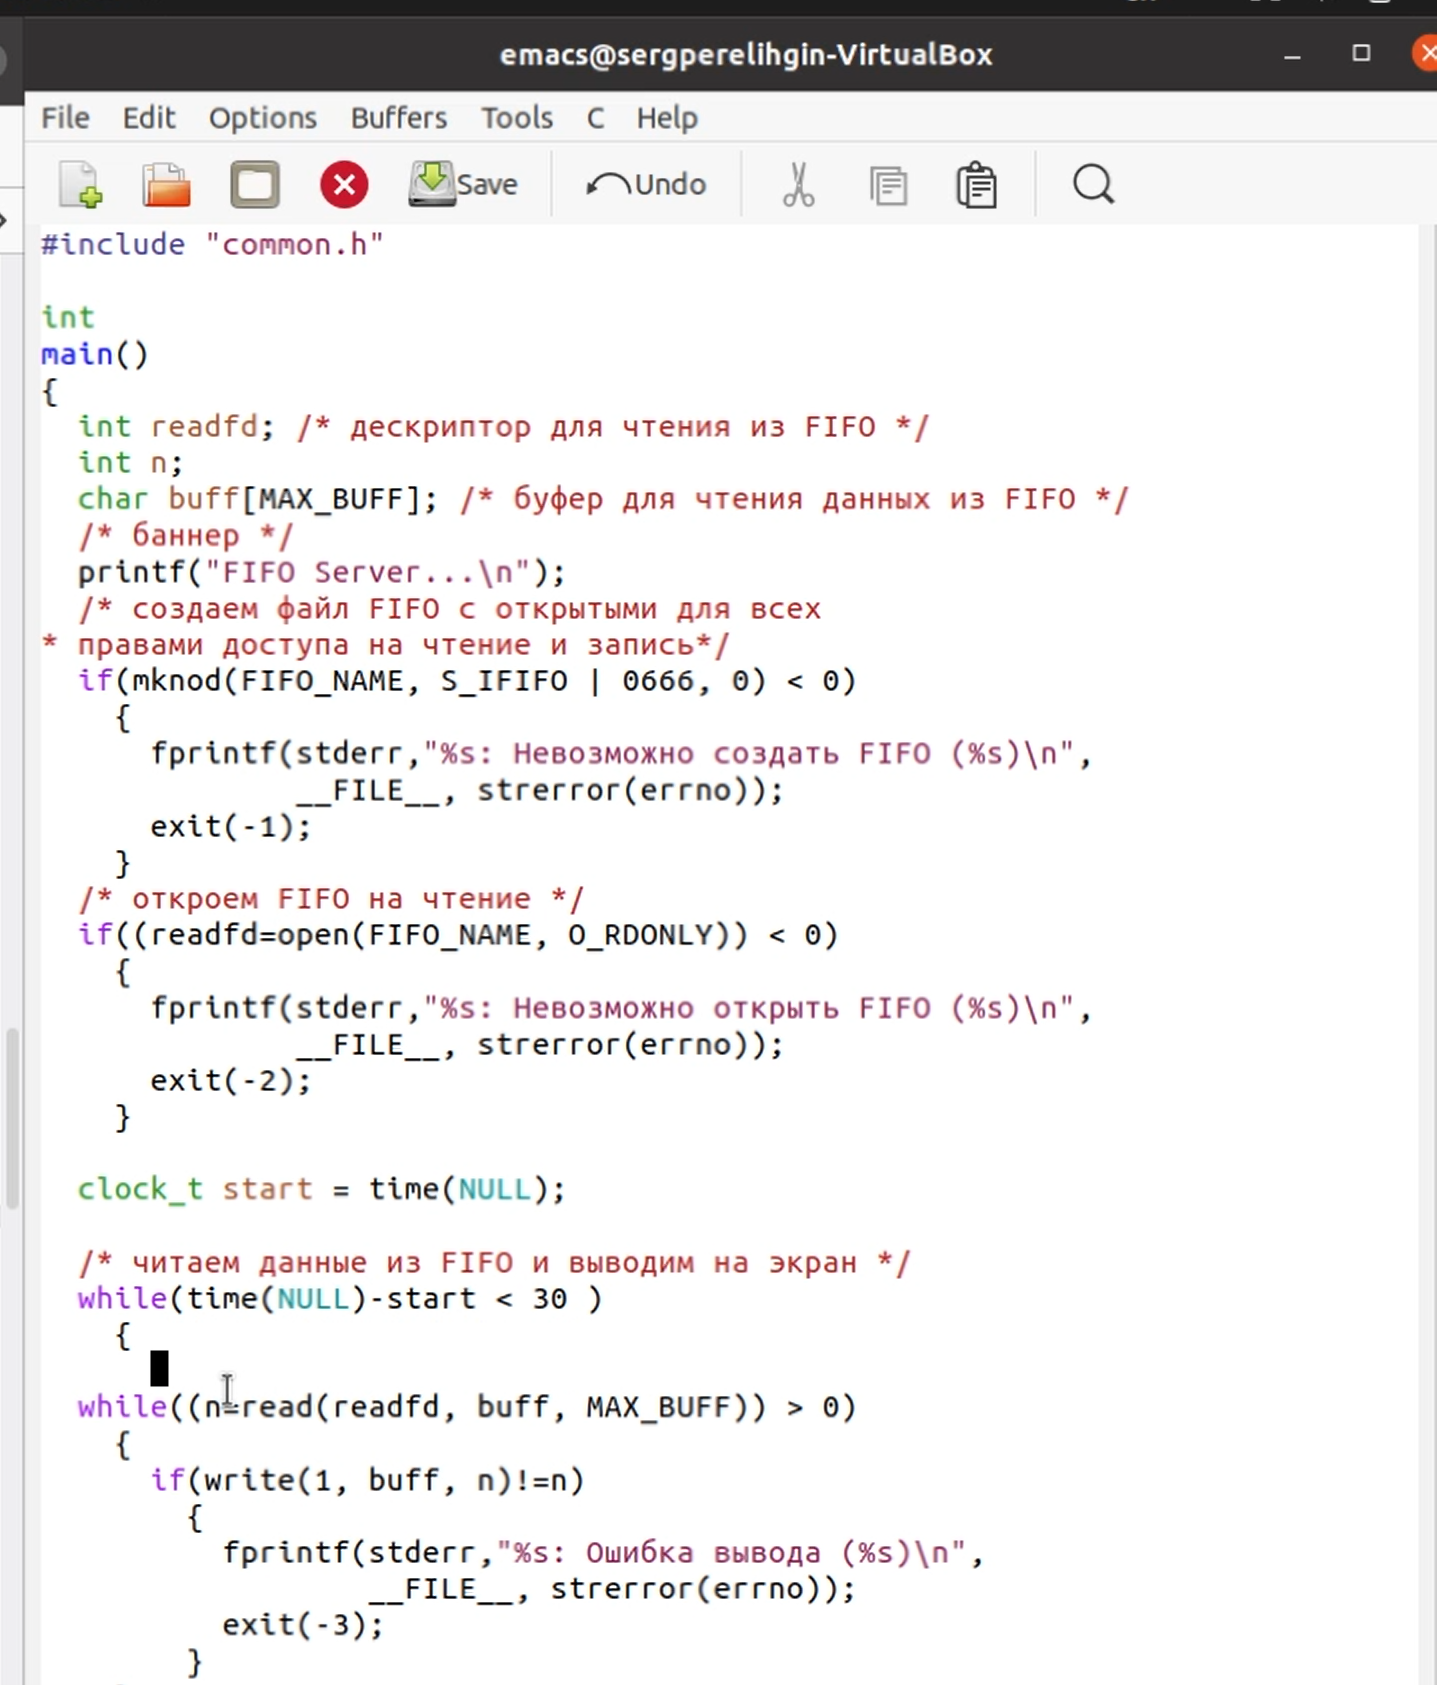 emacs@sergperelihgin-VirtualBox
File Edit Options Buffers Tools C Help
Save Undo
#include "common.h"
int
main()
{
int readfd; /* дескриптор для чтения из FIFO */
int n;
char buff[MAX_BUFF]; /* буфер для чтения данных из FIFO */
/* баннер */
printf("FIFO Server...\n");
/* создаем файл FIFO с открытыми для всех
* правами доступа на чтение и запись*/
if(mknod(FIFO_NAME, S_IFIFO | 0666, 0) < 0)
{
fprintf(stderr,"%s: Невозможно создать FIFO (%s)\n",
__FILE__, strerror(errno));
exit(-1);
}
/* откроем FIFO на чтение */
if((readfd=open(FIFO_NAME, O_RDONLY)) < 0)
{
fprintf(stderr,"%s: Невозможно открыть FIFO (%s)\n",
__FILE__, strerror(errno));
exit(-2);
}
clock_t start = time(NULL);
/* читаем данные из FIFO и выводим на экран */
while(time(NULL)-start < 30 )
{
while((n=read(readfd, buff, MAX_BUFF)) > 0)
{
if(write(1, buff, n)!=n)
{
fprintf(stderr,"%s: Ошибка вывода (%s)\n",
__FILE__, strerror(errno));
exit(-3);
}